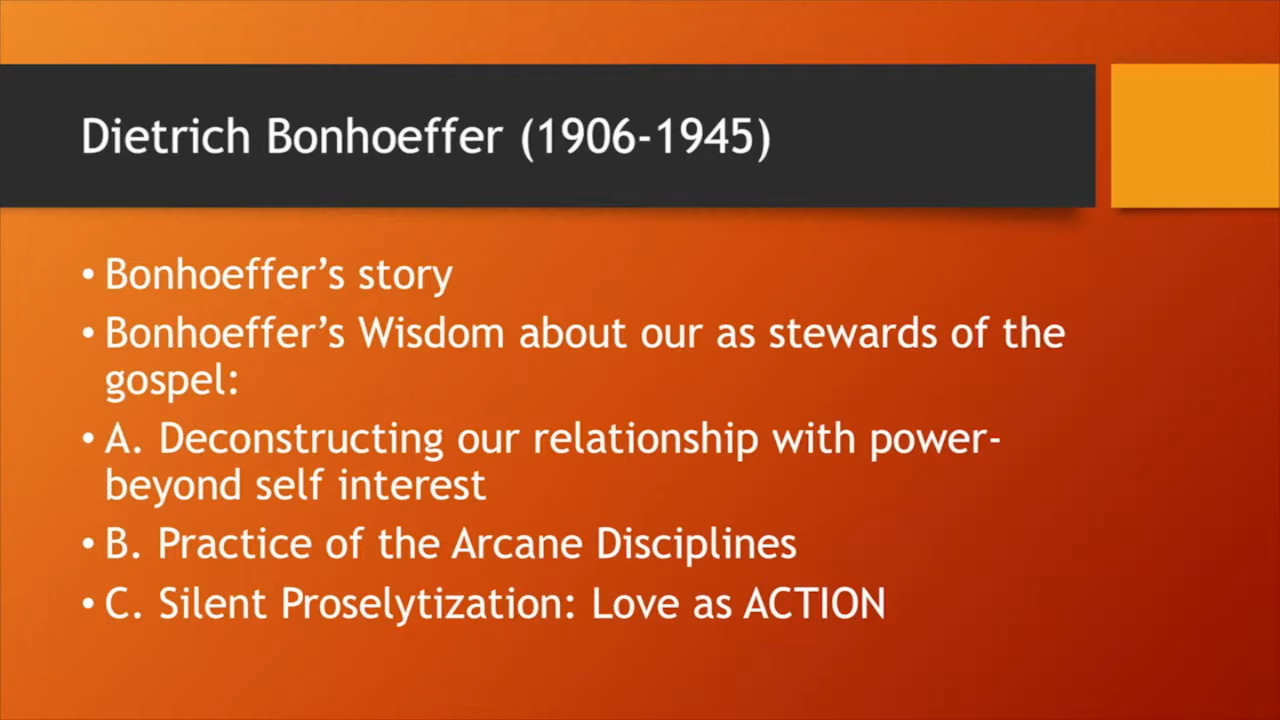 Dietrich Bonhoeffer (1906-1945)
• Bonhoeffer’s story
• Bonhoeffer’s Wisdom about our as stewards of the
gospel:
• A. Deconstructing our relationship with power-
beyond self interest
• B. Practice of the Arcane Disciplines
• C. Silent Proselytization: Love as ACTION